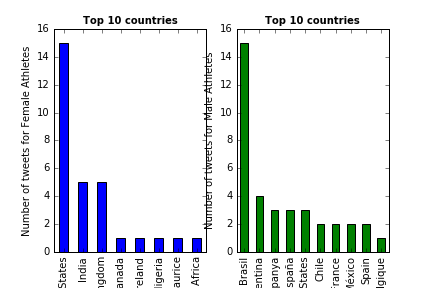 Top 10 countries
Top 10 countries
Number of tweets for Female Athletes
16
14
12
10
8
6
4
2
0
States
India
ngdom
anada
reland
ligeria
aurice
Africa
Number of tweets for Male Athletes
16
14
12
10
8
6
4
2
0
Brasil
entina
panya
spaña
States
Chile
rance
México
Spain
lgique